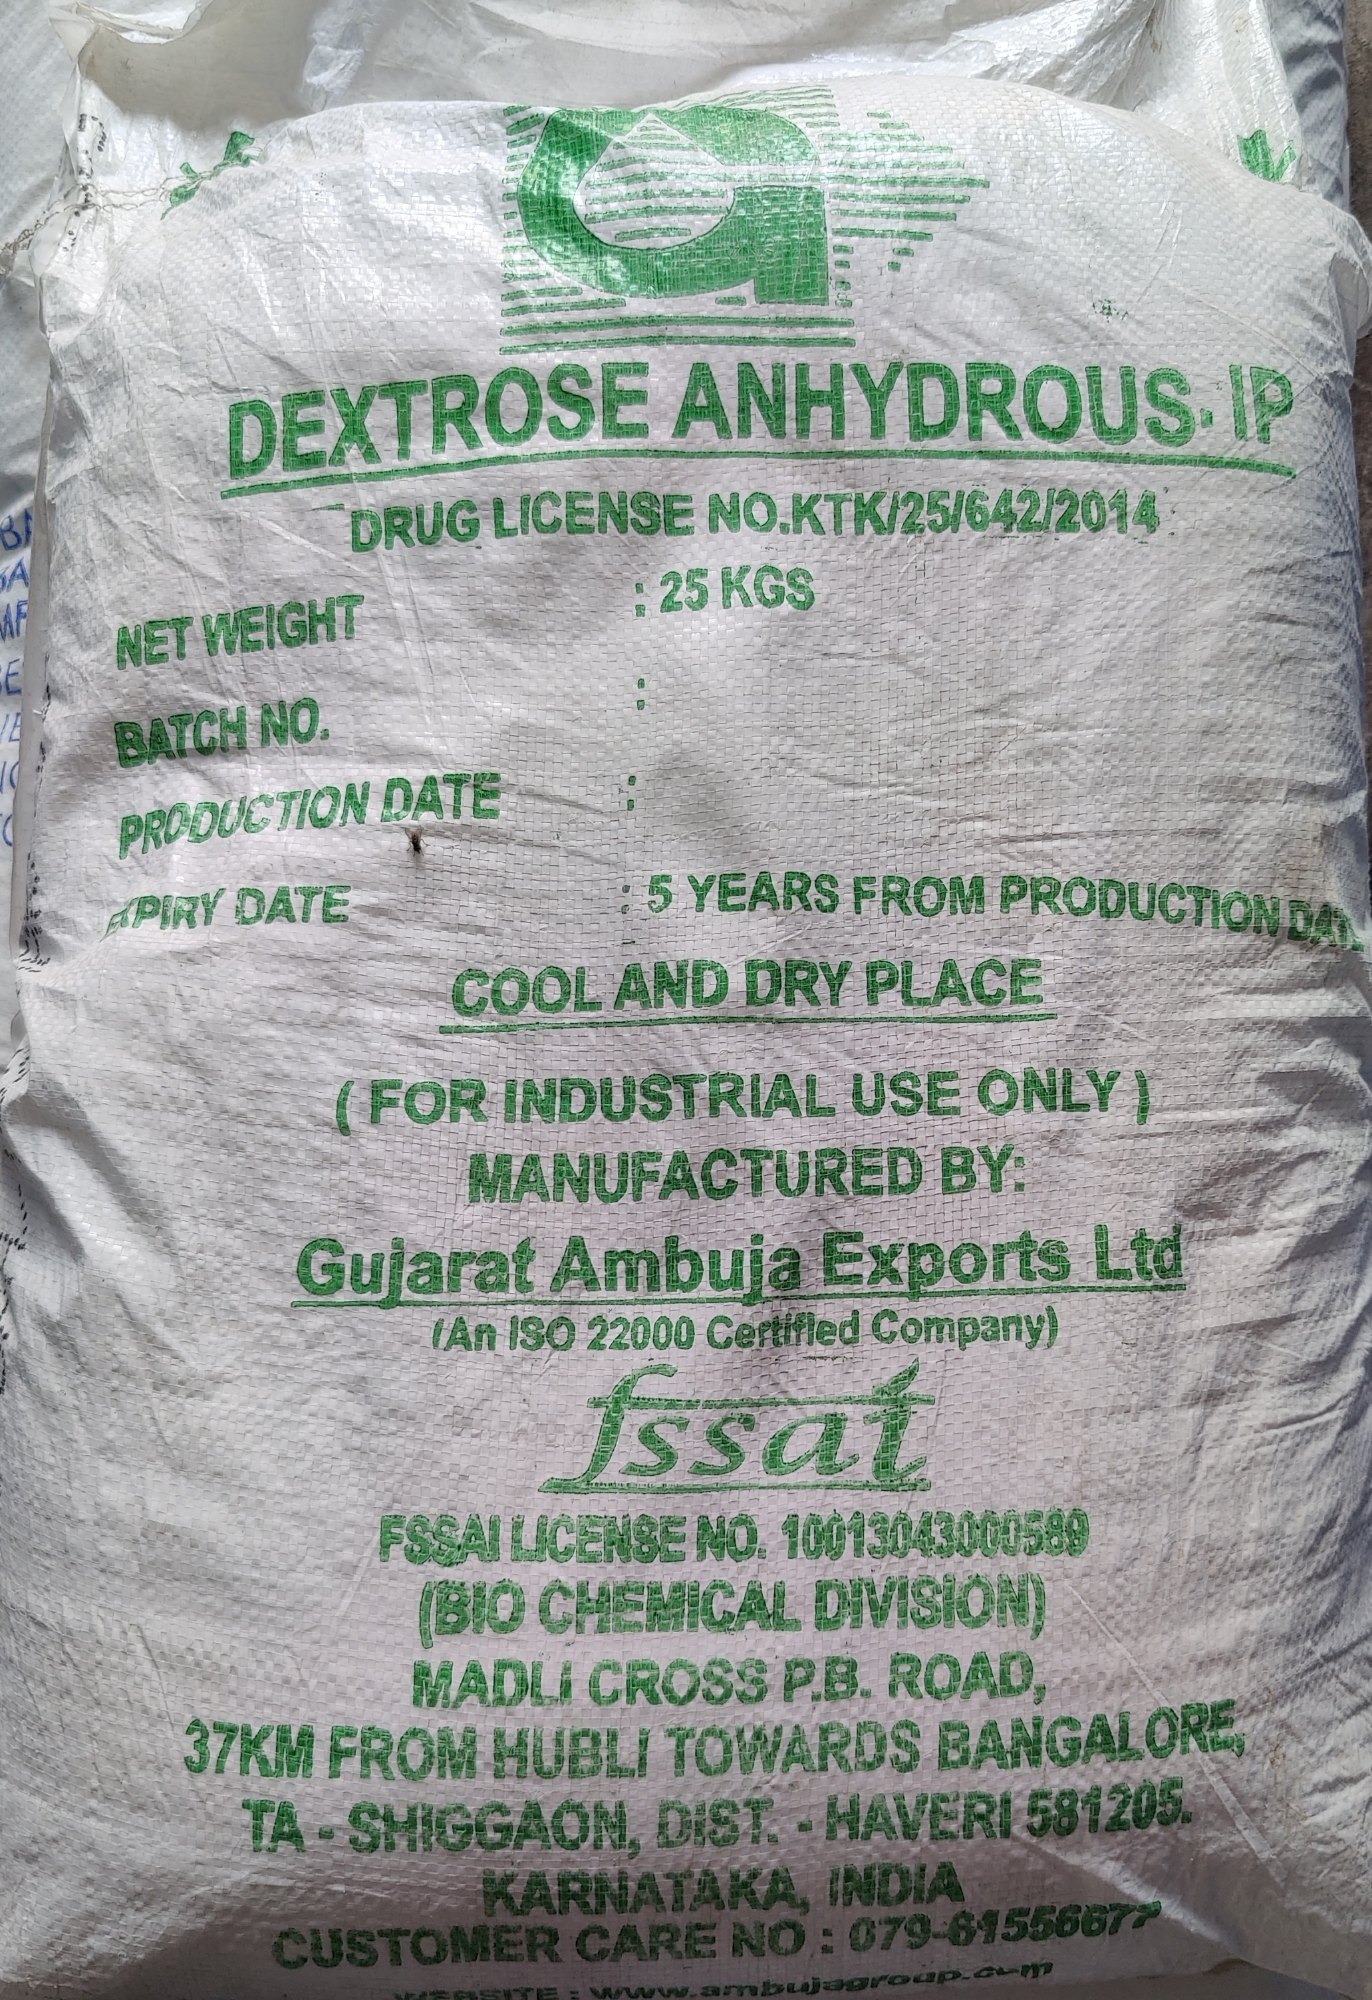 DEXTROSE ANHYDROUS. IP
DRUG LICENSE NO.KTK/25/642/2014
NET WEIGHT : 25 KGS
BATCH NO. :
PRODUCTION DATE :
EXPIRY DATE : 5 YEARS FROM PRODUCTION DAT
COOL AND DRY PLACE
( FOR INDUSTRIAL USE ONLY )
MANUFACTURED BY:
Gujarat Ambuja Exports Ltd
(An ISO 22000 Certified Company)
fssai
FSSAI LICENSE NO. 10013043000589
(BIO CHEMICAL DIVISION)
MADLI CROSS P.B. ROAD,
37KM FROM HUBLI TOWARDS BANGALORE,
TA - SHIGGAON, DIST. - HAVERI 581205.
KARNATAKA, INDIA
CUSTOMER CARE NO : 079-61556677
WEBSITE : www.ambujagroup.com